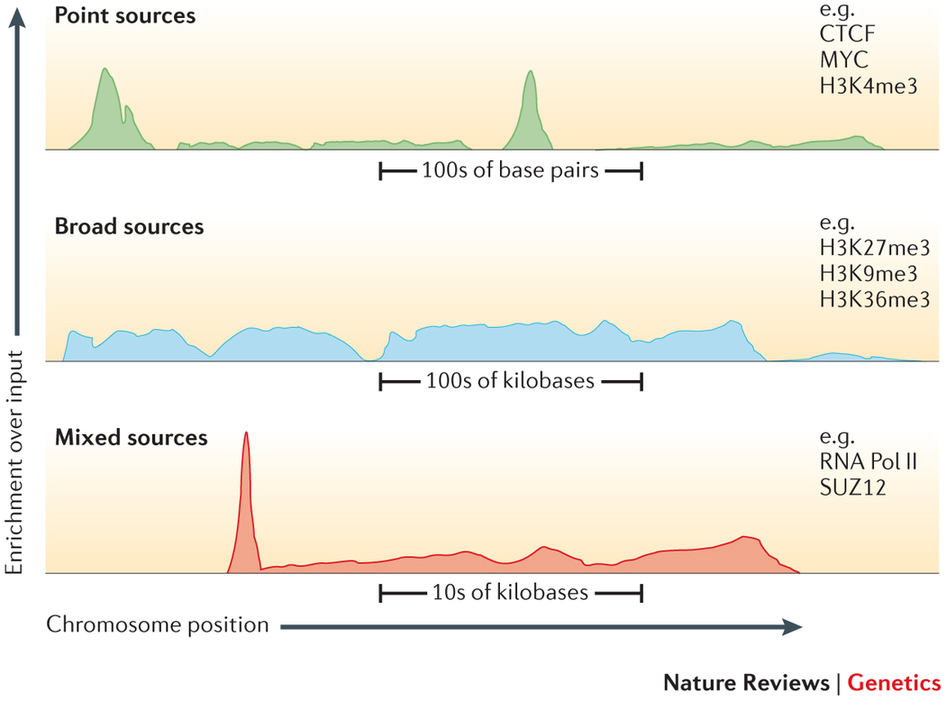 Point sources
e.g.
CTCF
MYC
H3K4me3
100s of base pairs
Broad sources
e.g.
H3K27me3
H3K9me3
H3K36me3
100s of kilobases
Mixed sources
e.g.
RNA Pol II
SUZ12
10s of kilobases
Enrichment over input
Chromosome position
Nature Reviews | Genetics